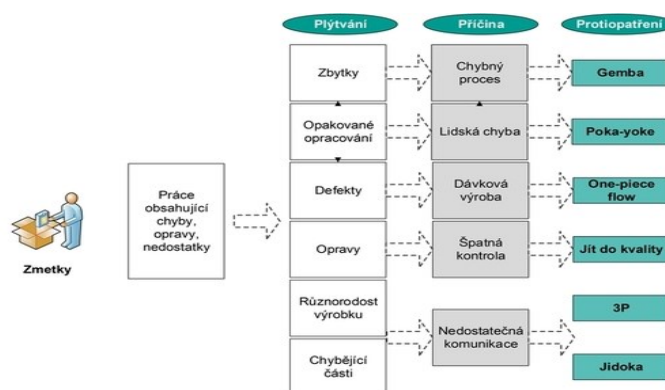 Plýtvání
Příčina
Protiopatření
Zbytky
Chybný
proces
Gemba
Opakované
opracování
Lidská chyba
Poka-yoke
Práce
obsahující
chyby,
opravy,
nedostatky
Zmetky
Defekty
Dávková
výroba
One-piece
flow
Opravy
Špatná
kontrola
Jít do kvality
Různorodost
výrobku
Chybějící
části
Nedostatečná
komunikace
3P
Jidoka